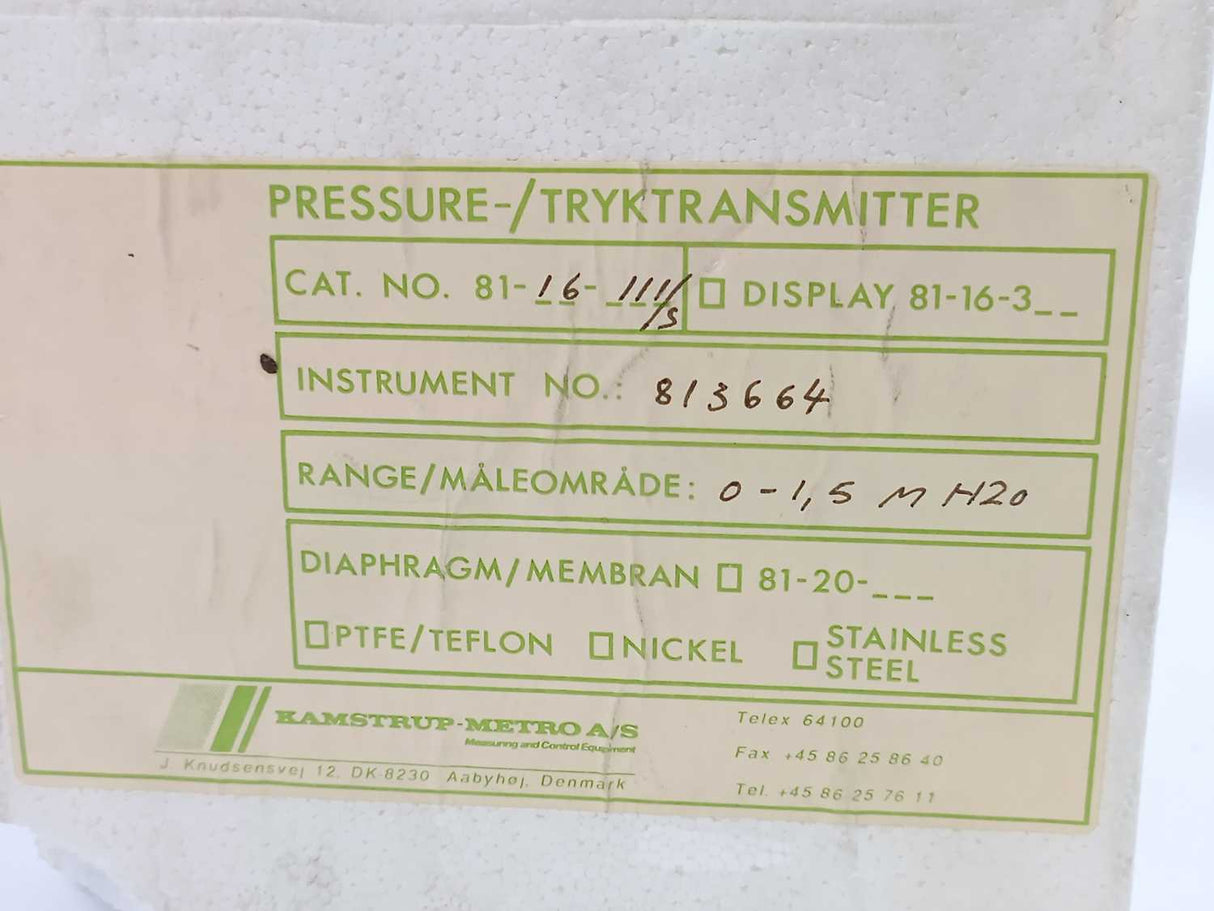 PRESSURE-/TRYKTRANSMITTER
CAT. NO. 81-16-111/
/S
□ DISPLAY 81-16-3_ _
INSTRUMENT NO.: 813664
RANGE/MÅLEOMRÅDE: 0-1,5 M H20
DIAPHRAGM/MEMBRAN □ 81-20-_ _ _
□ PTFE/TEFLON □ NICKEL □ STAINLESS STEEL
KAMSTRUP-METRO A/S
Measuring and Control Equipment
J. Knudsensvej 12, DK-8230 Aabyhøj, Denmark
Telex 64100
Fax +45 86 25 86 40
Tel. +45 86 25 76 11